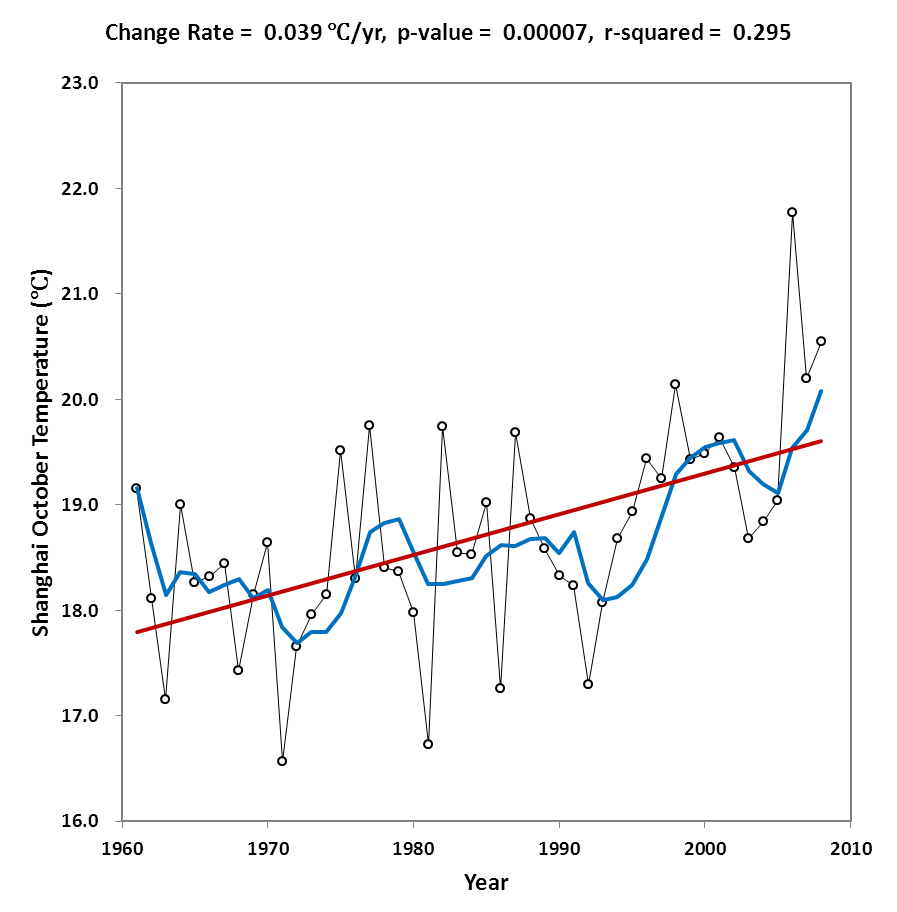 Change Rate = 0.039 ℃/yr, p-value = 0.00007, r-squared = 0.295
23.0
22.0
21.0
20.0
19.0
18.0
17.0
16.0
Shanghai October Temperature (℃)
1960 1970 1980 1990 2000 2010
Year